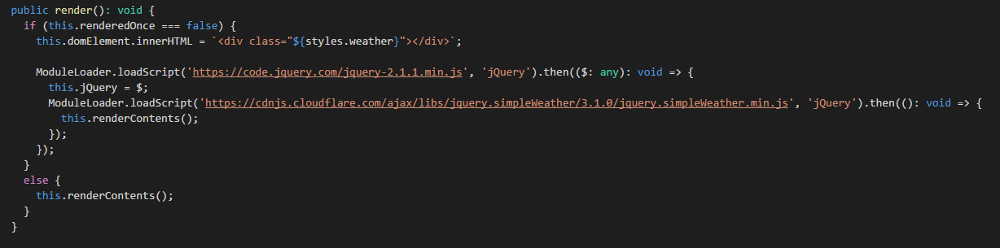 public render(): void {
  if (this.renderedOnce === false) {
    this.domElement.innerHTML = `<div class="${styles.weather}"></div>`;

    ModuleLoader.loadScript('https://code.jquery.com/jquery-2.1.1.min.js', 'jQuery').then(($: any): void => {
      this.jQuery = $;
      ModuleLoader.loadScript('https://cdnjs.cloudflare.com/ajax/libs/jquery.simpleWeather/3.1.0/jquery.simpleWeather.min.js', 'jQuery').then((): void => {
        this.renderContents();
      });
    });
  }
  else {
    this.renderContents();
  }
}